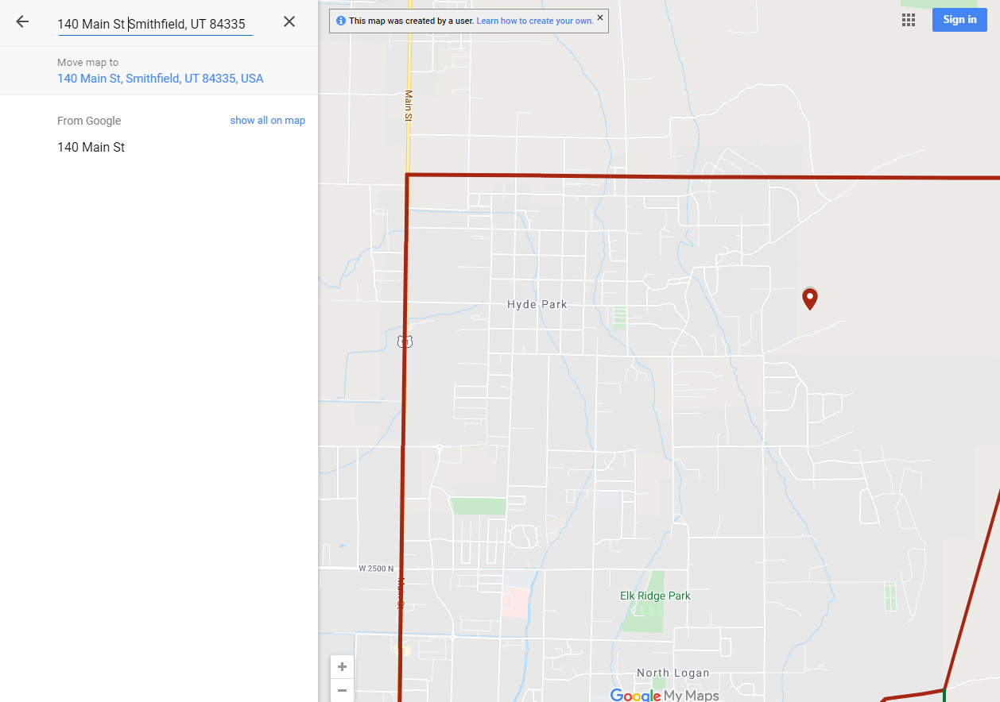 140 Main St Smithfield, UT 84335
Move map to
140 Main St, Smithfield, UT 84335, USA
From Google
show all on map
140 Main St
This map was created by a user. Learn how to create your own.
Sign in
Main St
Hyde Park
W 2500 N
Main St
Elk Ridge Park
North Logan
Google My Maps